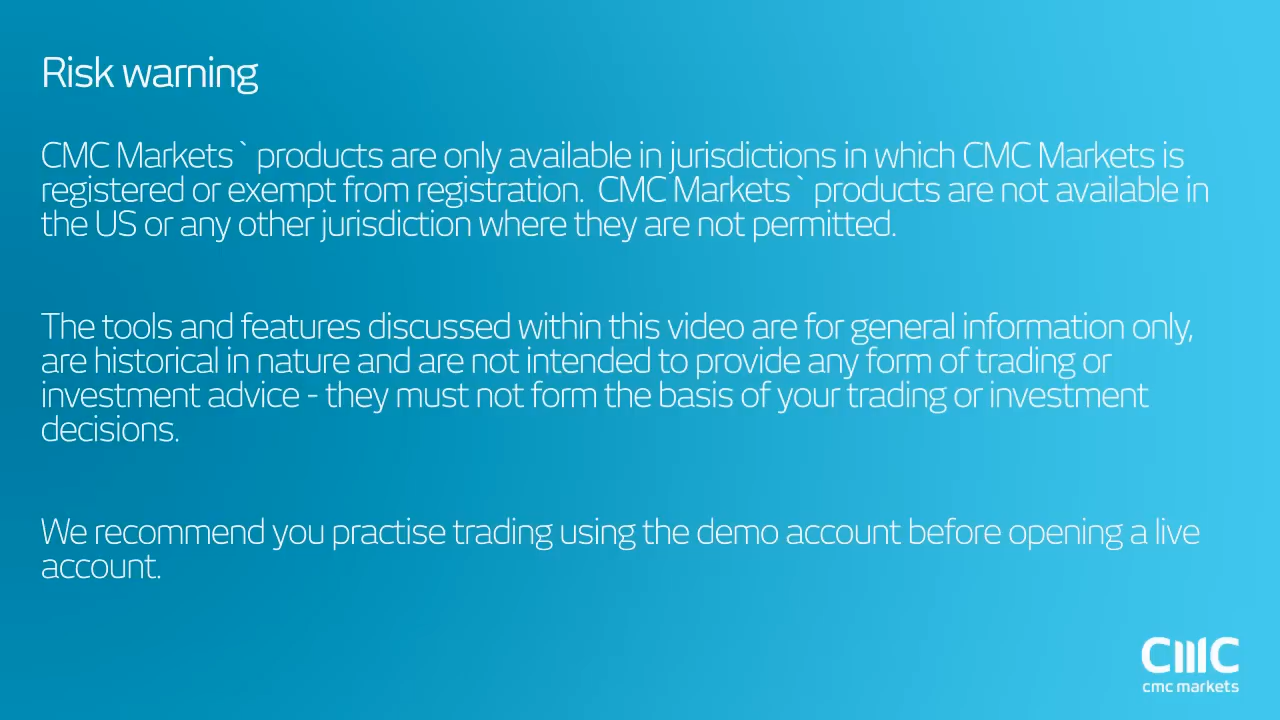 Risk warning
CMC Markets` products are only available in jurisdictions in which CMC Markets is
registered or exempt from registration.  CMC Markets` products are not available in
the US or any other jurisdiction where they are not permitted.
The tools and features discussed within this video are for general information only,
are historical in nature and are not intended to provide any form of trading or
investment advice - they must not form the basis of your trading or investment
decisions.
We recommend you practise trading using the demo account before opening a live
account.
CMC
cmc markets